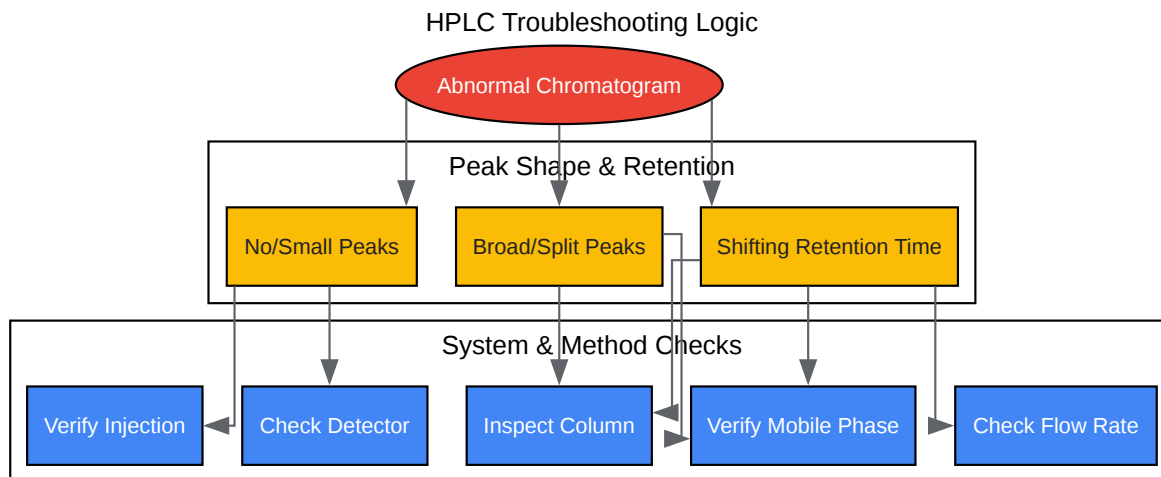 HPLC Troubleshooting Logic
Abnormal Chromatogram
Peak Shape & Retention
No/Small Peaks
Broad/Split Peaks
Shifting Retention Time
System & Method Checks
Verify Injection
Check Detector
Inspect Column
Verify Mobile Phase
Check Flow Rate